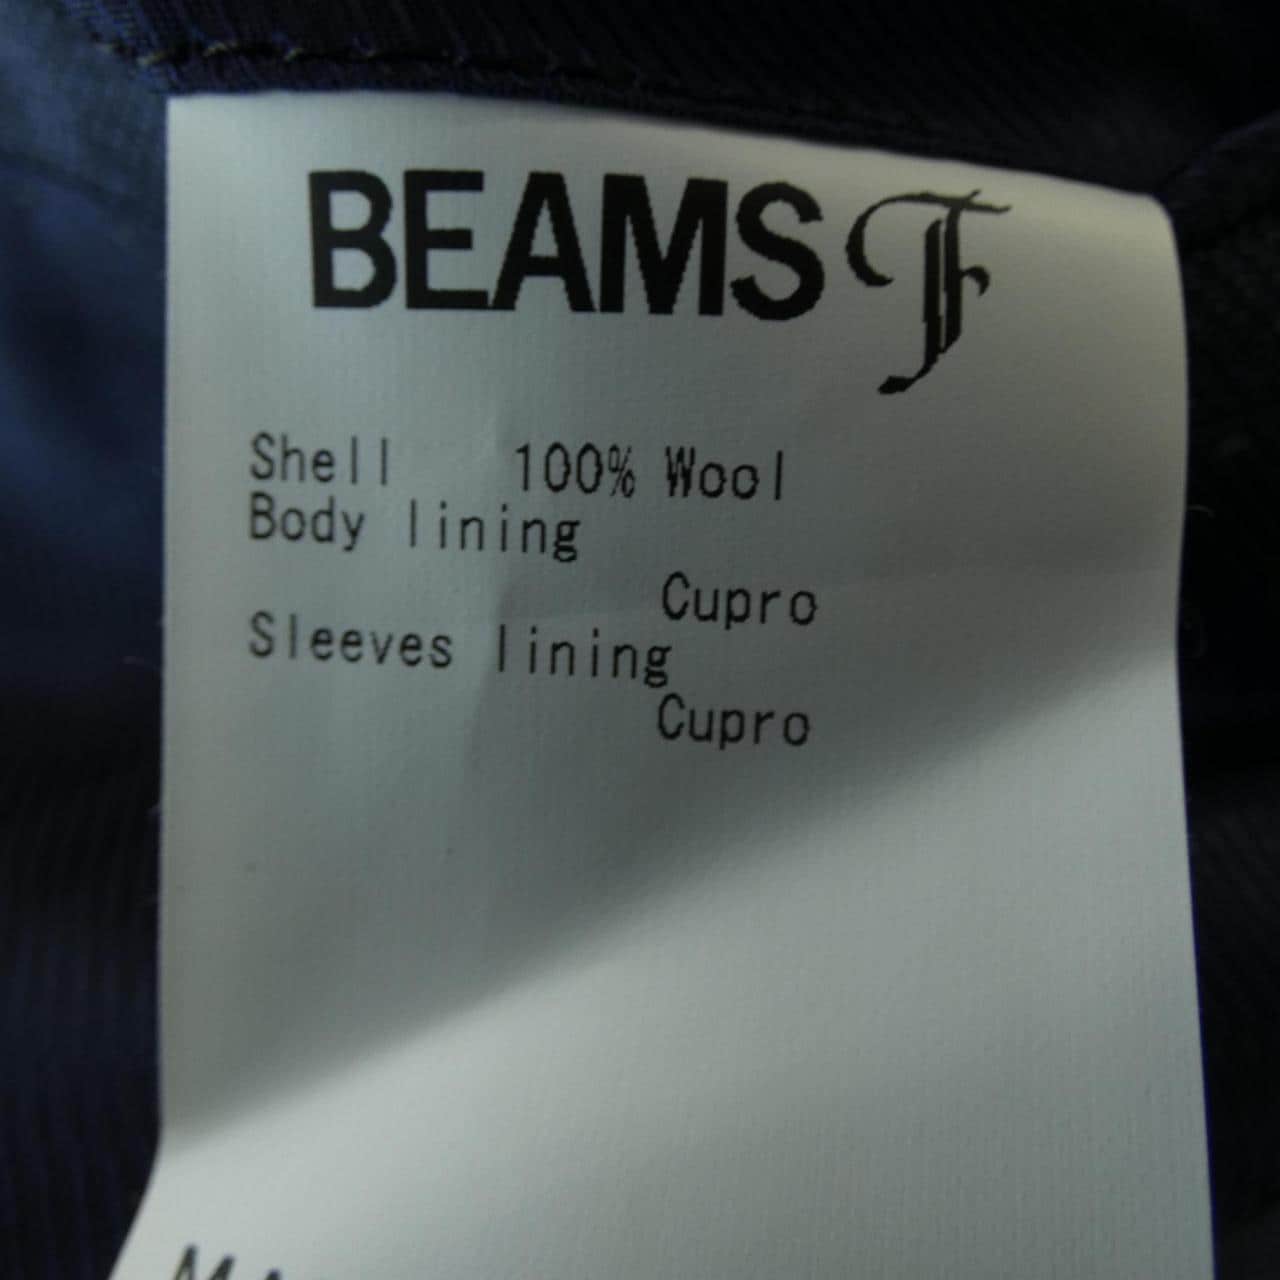 BEAMS F
Shell 100% Wool
Body lining
Cupro
Sleeves lining
Cupro